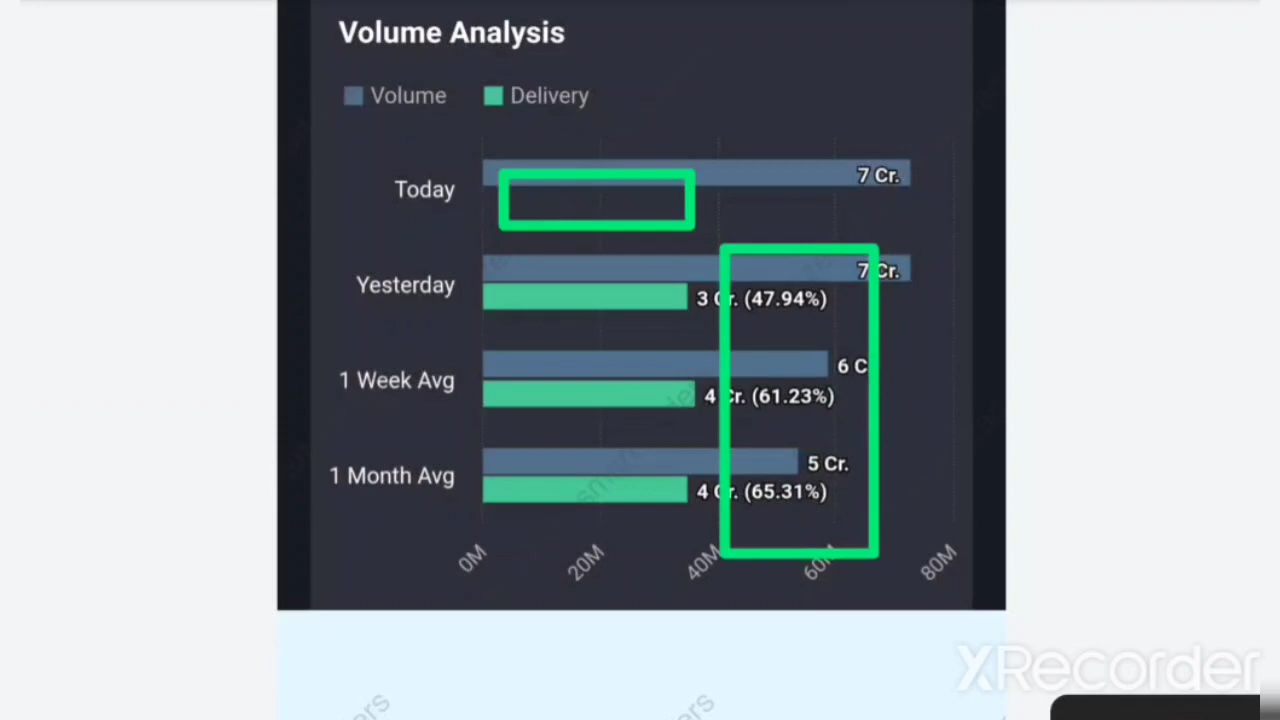 Volume Analysis
Volume Delivery
Today 7 Cr.
Yesterday 7 Cr.
3 Cr. (47.94%)
1 Week Avg 6 C
4 Cr. (61.23%)
1 Month Avg 5 Cr.
4 Cr. (65.31%)
0M 20M 40M 60M 80M
XRecorder